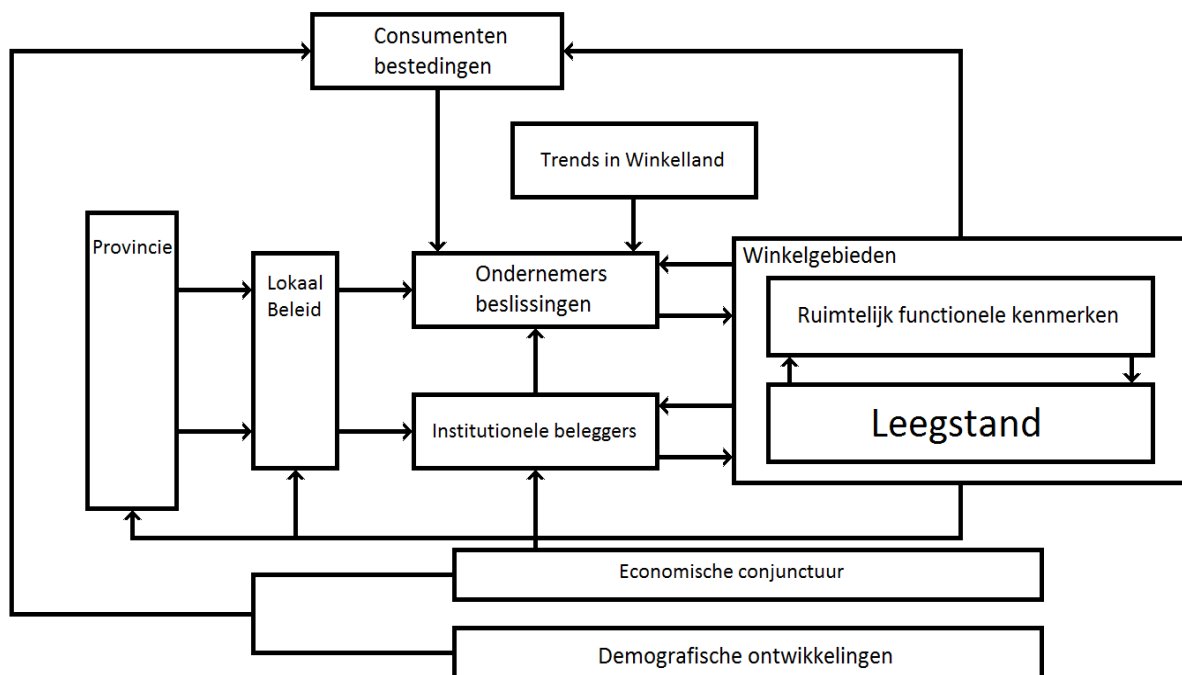 Consumenten
bestedingen
Trends in Winkelland
Provincie
Lokaal
Beleid
Ondernemers
beslissingen
Winkelgebieden
Ruimtelijk functionele kenmerken
Institutionele beleggers
Leegstand
Economische conjunctuur
Demografische ontwikkelingen